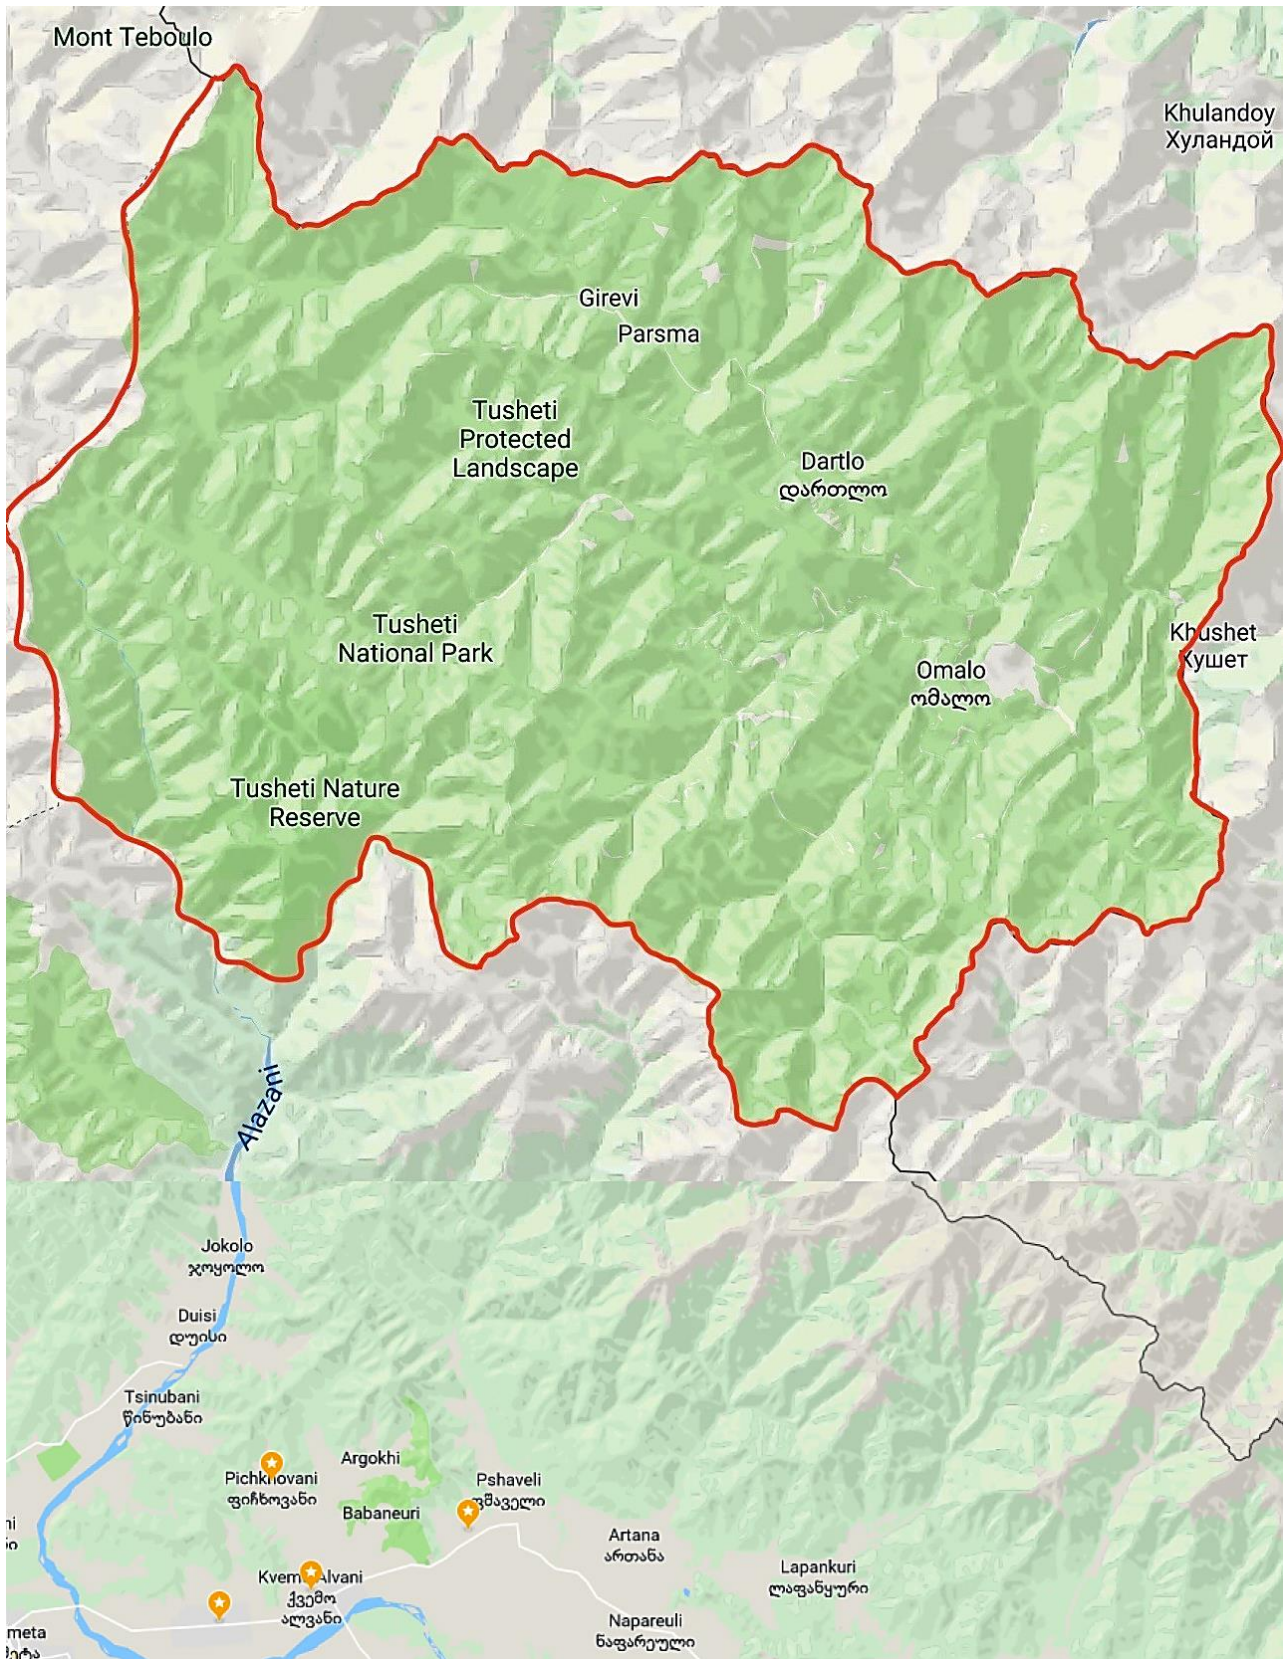 Mont Teboulo
Khulandoy
Хуландой
Girevi
Parsma
Tusheti
Protected
Landscape
Dartlo
დართლო
Tusheti
National Park
Khushet
Хушет
Omalo
ომალო
Tusheti Nature
Reserve
Alazani
Jokolo
ჯოყოლო
Duisi
დუისი
Tsinubani
წინუბანი
Argokhi
Pichkhovani
ფიჩხოვანი
Pshaveli
ფშაველი
Babaneuri
Artana
ართანა
Lapankuri
ლაფანყური
Kvemo Alvani
ქვემო
ალვანი
Napareuli
ნაფარეული
meta